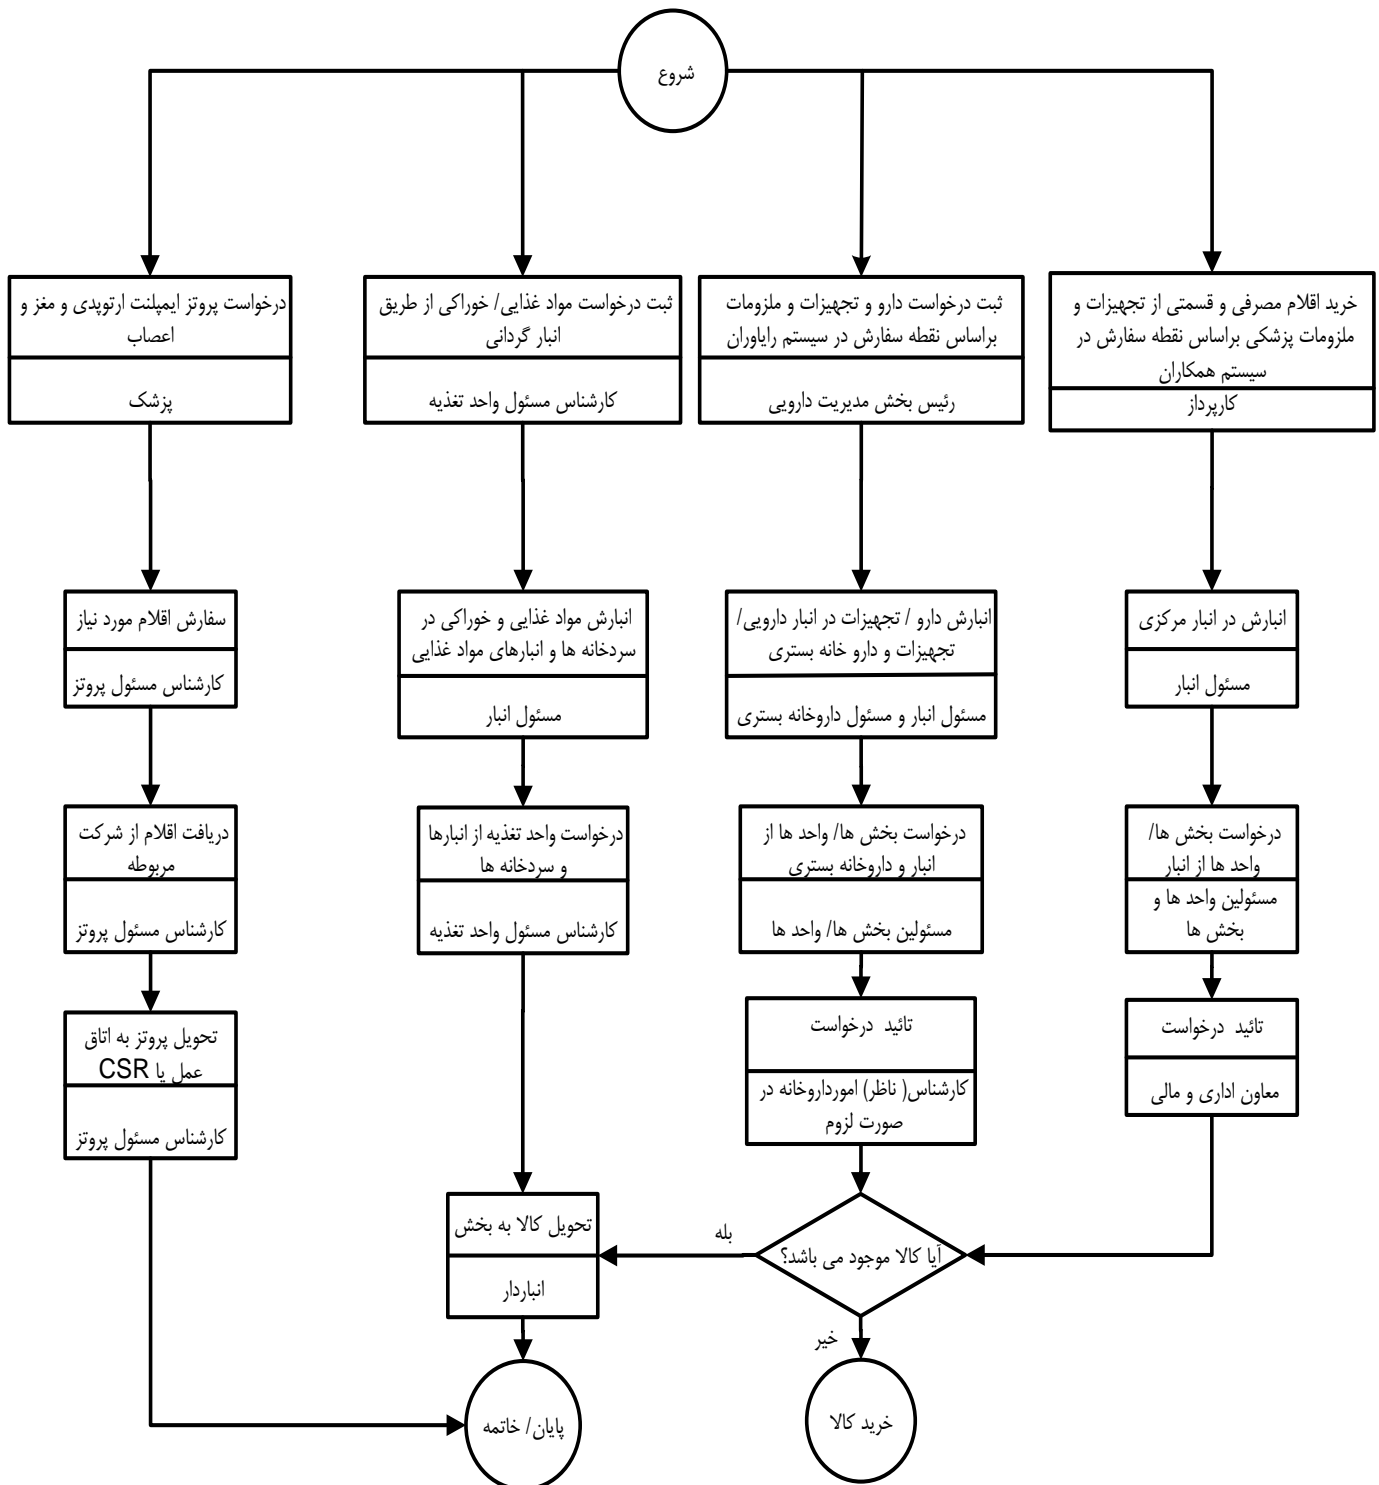 شروع
خرید اقلام مصرفی و قسمتی از تجهیزات و
ملزومات پزشکی براساس نقطه سفارش در
سیستم همکاران
کارپرداز
ثبت درخواست دارو و تجهیزات و ملزومات
براساس نقطه سفارش در سیستم رایاوران
رئیس بخش مدیریت دارویی
ثبت درخواست مواد غذایی/ خوراکی از طریق
انبار گردانی
کارشناس مسئول واحد تغذیه
درخواست پروتز ایمپلنت ارتوپدی و مغز و
اعصاب
پزشک
انبارش در انبار مرکزی
مسئول انبار
انبارش دارو / تجهیزات در انبار دارویی/
تجهیزات و دارو خانه بستری
مسئول انبار و مسئول داروخانه بستری
انبارش مواد غذایی و خوراکی در
سردخانه ها و انبارهای مواد غذایی
مسئول انبار
سفارش اقلام مورد نیاز
کارشناس مسئول پروتز
درخواست بخش ها/
واحد ها از انبار
مسئولین واحد ها و
بخش ها
درخواست بخش ها/ واحد ها از
انبار و داروخانه بستری
مسئولین بخش ها/ واحد ها
درخواست واحد تغذیه از انبارها
و سردخانه ها
کارشناس مسئول واحد تغذیه
دریافت اقلام از شرکت
مربوطه
کارشناس مسئول پروتز
تائید درخواست
معاون اداری و مالی
تائید درخواست
کارشناس( ناظر) امورداروخانه در
صورت لزوم
تحویل پروتز به اتاق
عمل یا CSR
کارشناس مسئول پروتز
آیا کالا موجود می باشد؟
بله
خیر
تحویل کالا به بخش
انباردار
خرید کالا
پایان/ خاتمه